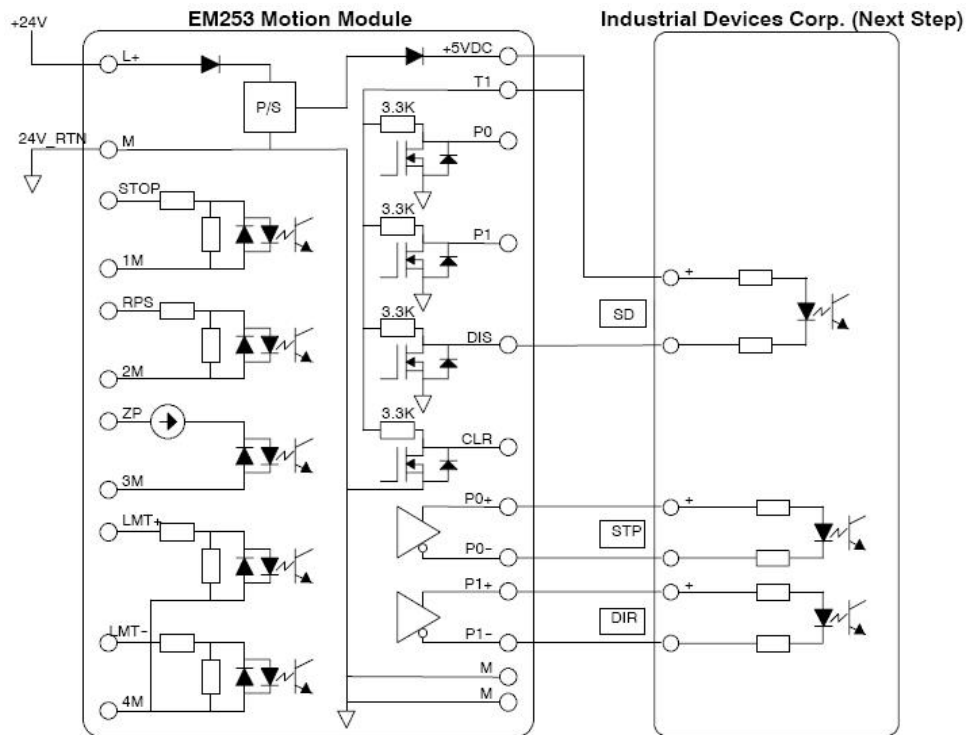 EM253 Motion Module
Industrial Devices Corp. (Next Step)
+24V
L+
P/S
24V_RTN
M
STOP
1M
RPS
2M
ZP
3M
LMT+
LMT-
4M
+5VDC
T1
3.3K
P0
3.3K
P1
3.3K
DIS
3.3K
CLR
P0+
P0-
P1+
P1-
M
M
+
SD
+
STP
+
DIR